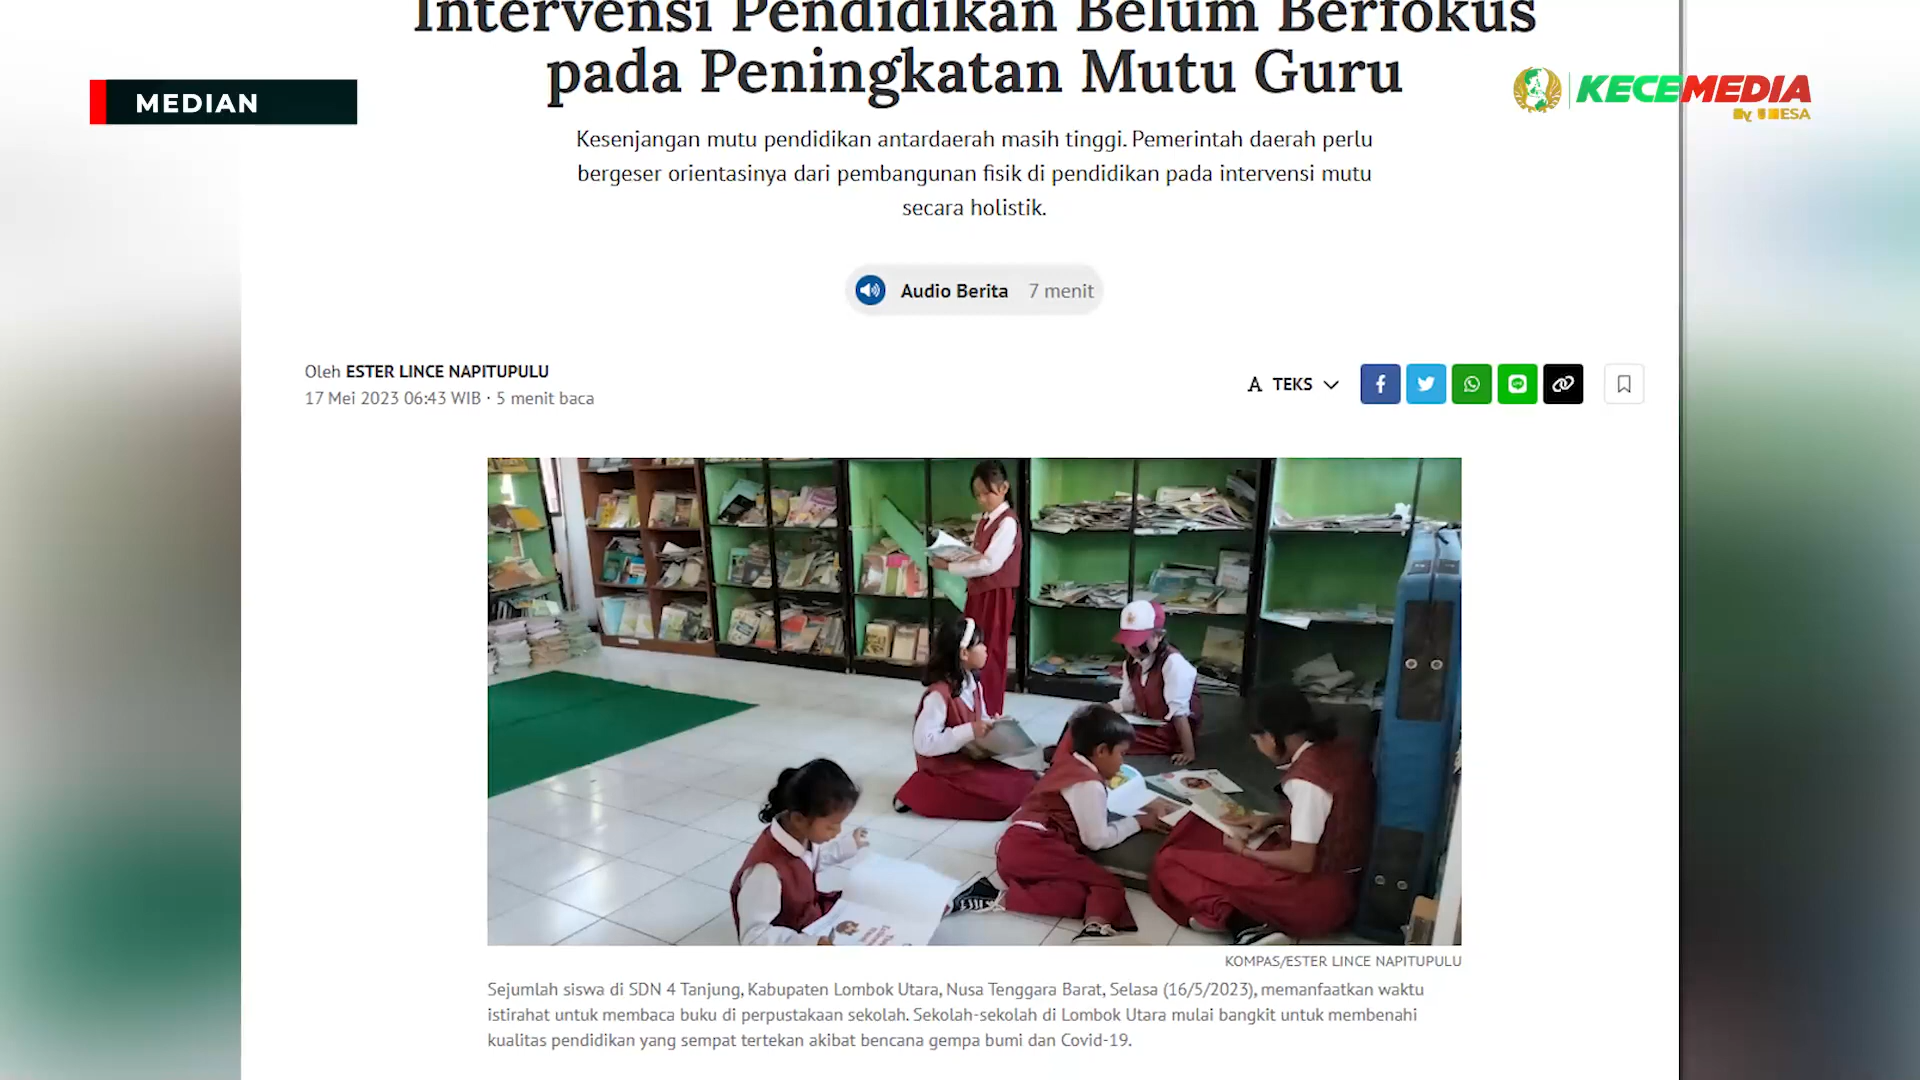 Intervensi Pendidikan Belum Berfokus
pada Peningkatan Mutu Guru
MEDIAN
KECEMEDIA
Kesenjangan mutu pendidikan antardaerah masih tinggi. Pemerintah daerah perlu
bergeser orientasinya dari pembangunan fisik di pendidikan pada intervensi mutu
secara holistik.
Audio Berita 7 menit
Oleh ESTER LINCE NAPITUPULU
17 Mei 2023 06:43 WIB · 5 menit baca
A TEKS
KOMPAS/ESTER LINCE NAPITUPULU
Sejumlah siswa di SDN 4 Tanjung, Kabupaten Lombok Utara, Nusa Tenggara Barat, Selasa (16/5/2023), memanfaatkan waktu
istirahat untuk membaca buku di perpustakaan sekolah. Sekolah-sekolah di Lombok Utara mulai bangkit untuk membenahi
kualitas pendidikan yang sempat tertekan akibat bencana gempa bumi dan Covid-19.